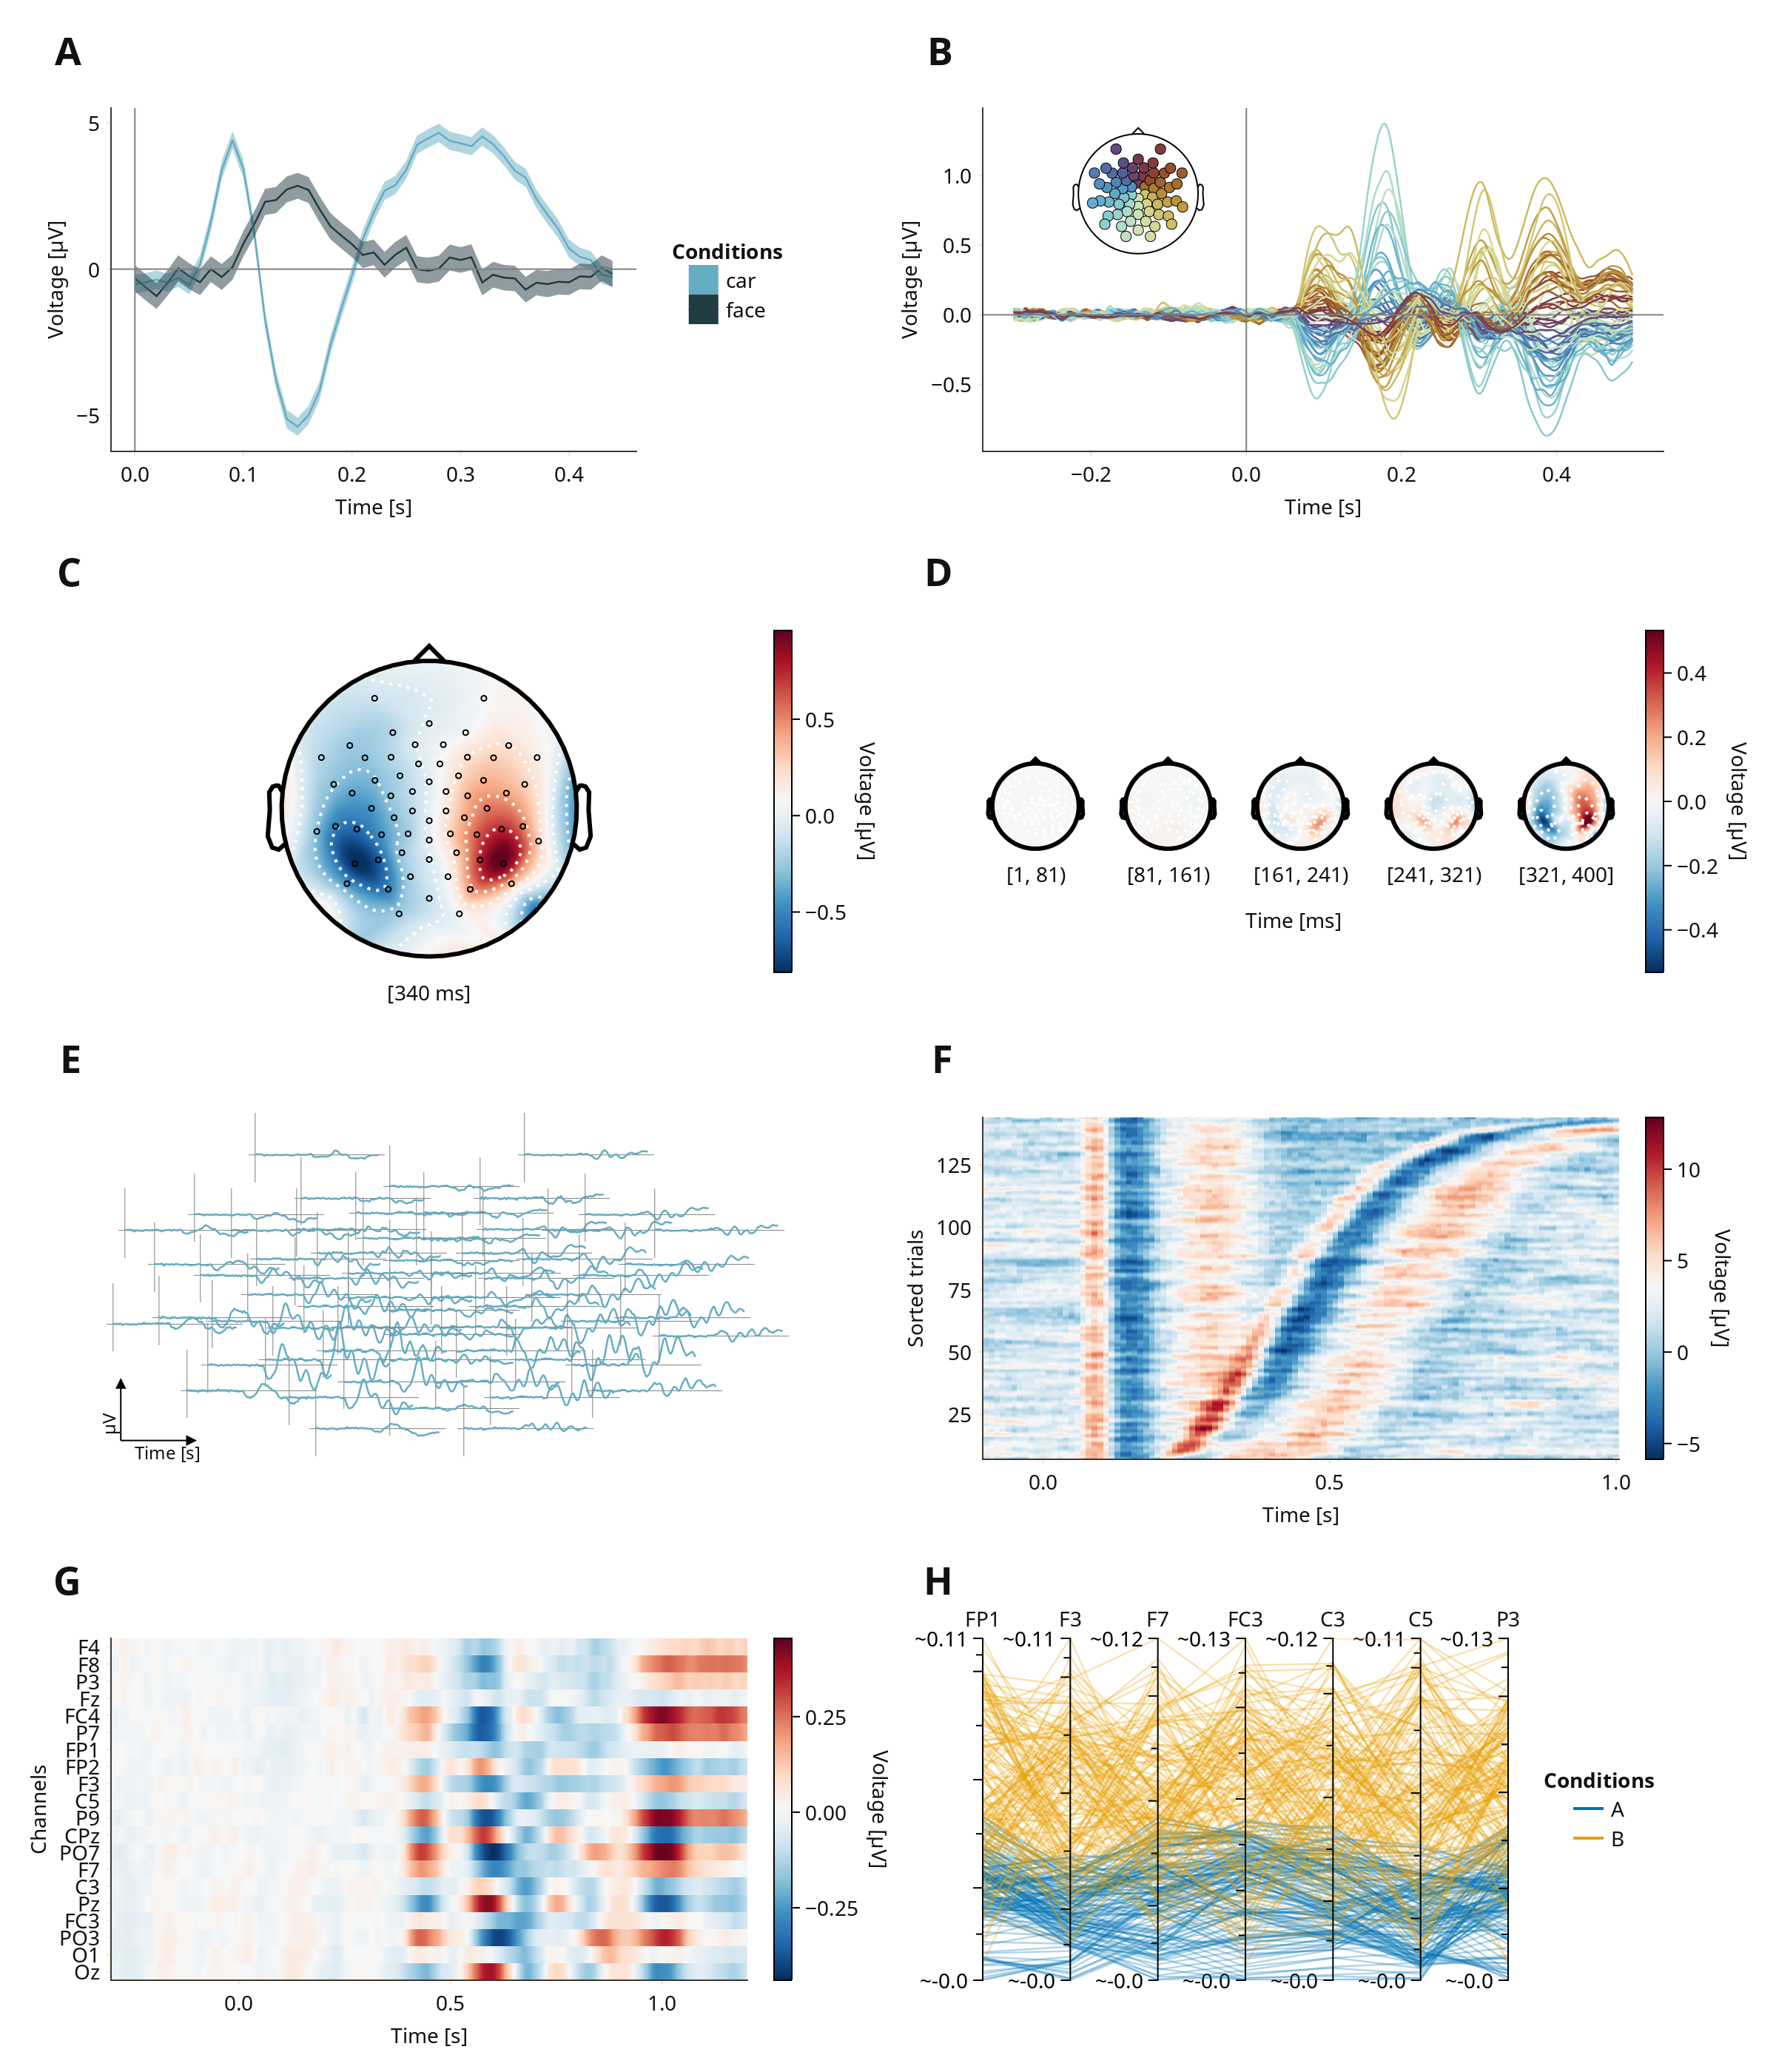 A
5
0
−5
Voltage [µV]
0.0 0.1 0.2 0.3 0.4
Time [s]
Conditions
car
face
B
1.0
0.5
0.0
−0.5
Voltage [µV]
−0.2 0.0 0.2 0.4
Time [s]
C
[340 ms]
0.5
0.0
−0.5
Voltage [µV]
D
[1, 81) [81, 161) [161, 241) [241, 321) [321, 400]
Time [ms]
0.4
0.2
0.0
−0.2
−0.4
Voltage [µV]
E
µV
Time [s]
F
125
100
75
50
25
Sorted trials
0.0 0.5 1.0
Time [s]
10
5
0
−5
Voltage [µV]
G
F4
F8
P3
Fz
FC4
P7
FP1
FP2
F3
C5
P9
CPz
PO7
F7
C3
Pz
FC3
PO3
O1
Oz
Channels
0.0 0.5 1.0
Time [s]
0.25
0.00
−0.25
Voltage [µV]
H
FP1 F3 F7 FC3 C3 C5 P3
~0.11 ~0.11 ~0.12 ~0.13 ~0.12 ~0.11 ~0.13
~-0.0 ~-0.0 ~-0.0 ~-0.0 ~-0.0 ~-0.0 ~-0.0
Conditions
A
B